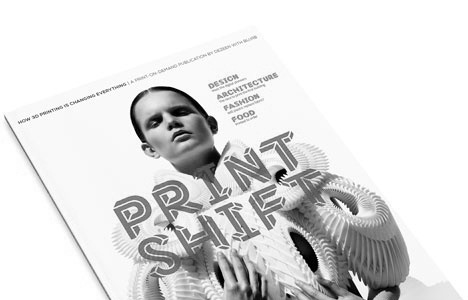 HOW 3D PRINTING IS CHANGING EVERYTHING | A PRINT-ON-DEMAND PUBLICATION BY DEZEEN WITH BLURB
DESIGN
ARCHITECTURE
FASHION
FOOD
PRINT
SHIFT